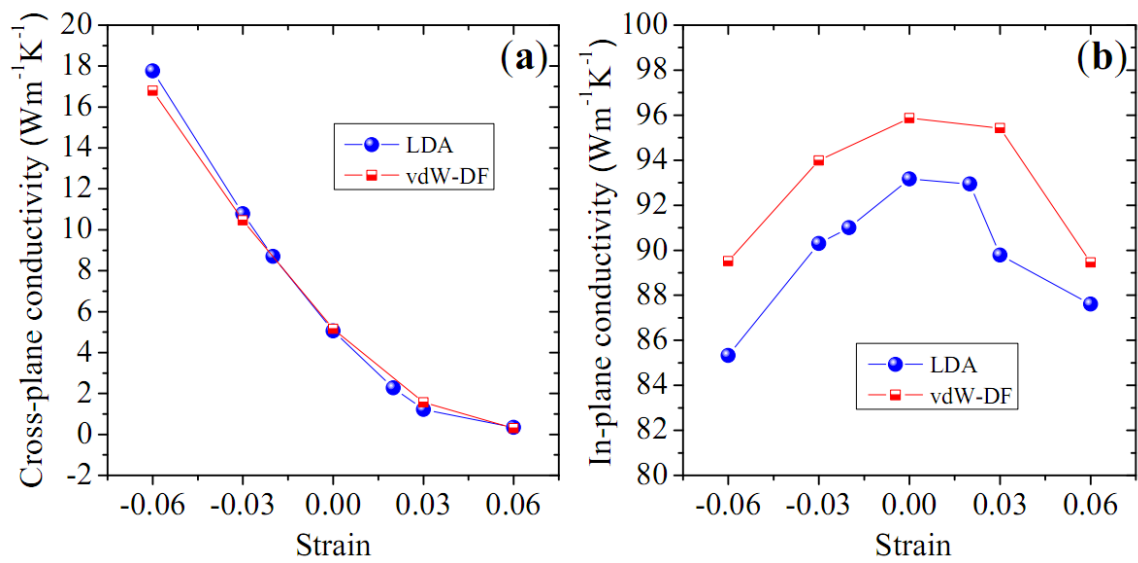 (a)
Cross-plane conductivity (Wm⁻¹K⁻¹)
20
18
16
14
12
10
8
6
4
2
0
-2
LDA
vdW-DF
-0.06 -0.03 0.00 0.03 0.06
Strain
(b)
In-plane conductivity (Wm⁻¹K⁻¹)
100
98
96
94
92
90
88
86
84
82
80
LDA
vdW-DF
-0.06 -0.03 0.00 0.03 0.06
Strain